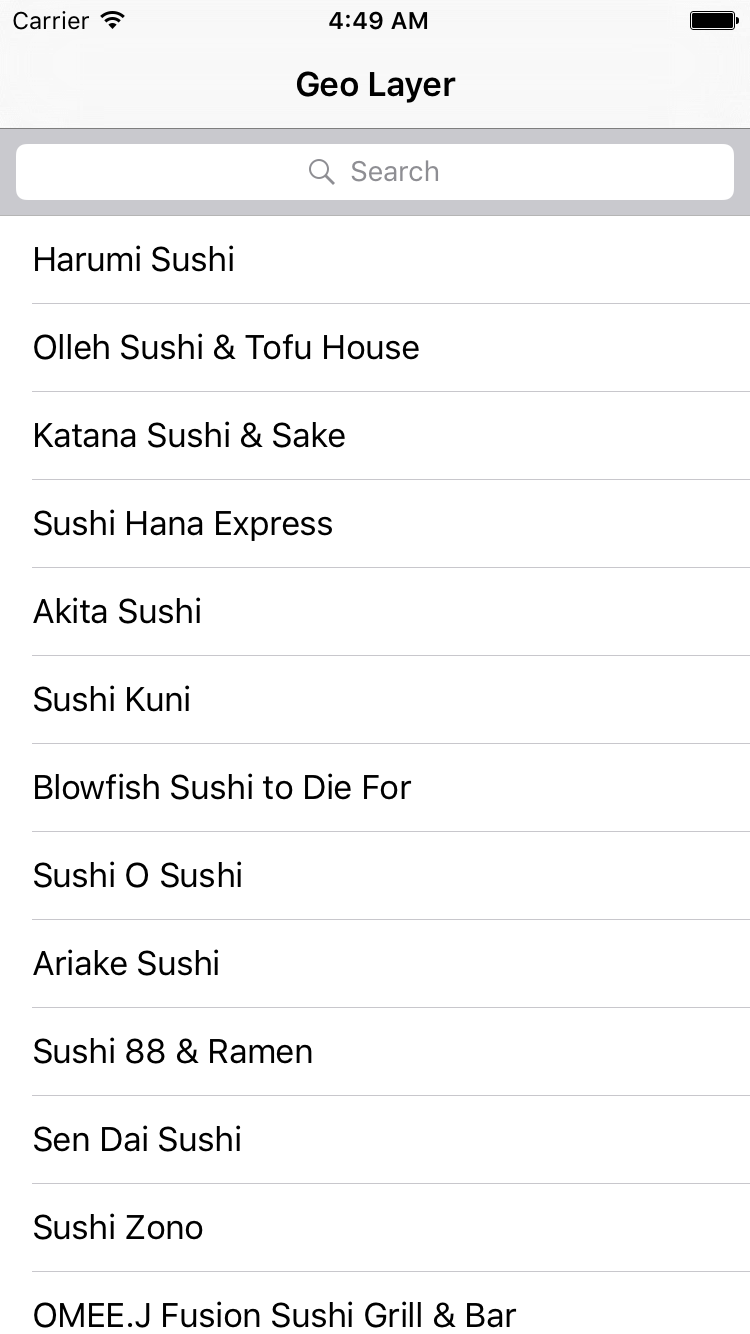 Carrier 4:49 AM
Geo Layer
Search
Harumi Sushi
Olleh Sushi & Tofu House
Katana Sushi & Sake
Sushi Hana Express
Akita Sushi
Sushi Kuni
Blowfish Sushi to Die For
Sushi O Sushi
Ariake Sushi
Sushi 88 & Ramen
Sen Dai Sushi
Sushi Zono
OMEE.J Fusion Sushi Grill & Bar